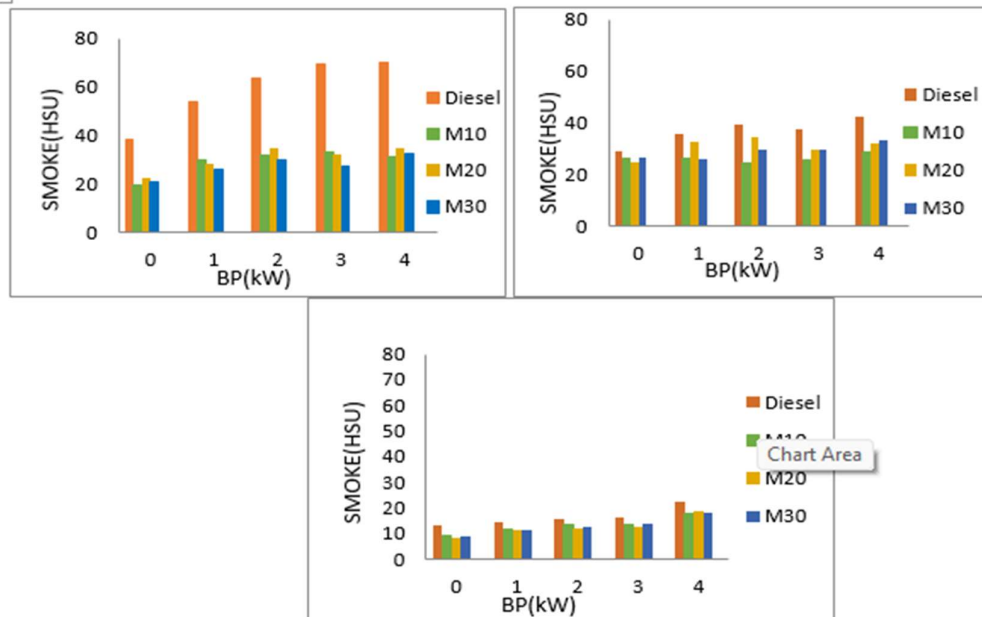 80
60
40
20
0
SMOKE(HSU)
0 1 2 3 4
BP(kW)
Diesel
M10
M20
M30
80
60
40
20
0
SMOKE(HSU)
0 1 2 3 4
BP(kW)
Diesel
M10
M20
M30
80
70
60
50
40
30
20
10
0
SMOKE(HSU)
0 1 2 3 4
BP(kW)
Diesel
Chart Area
M20
M30